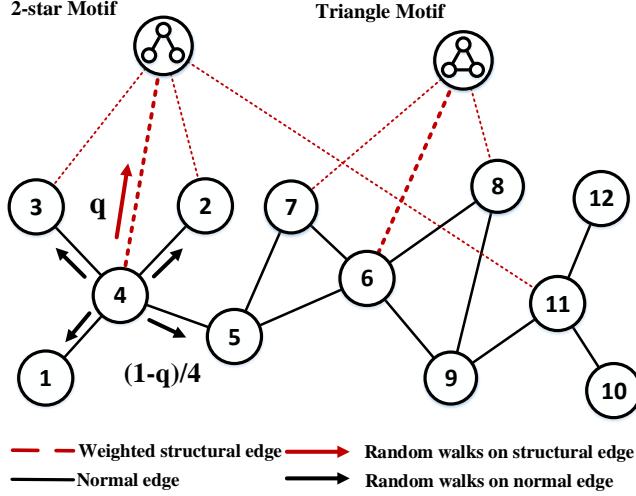 2-star Motif Triangle Motif
3 q 2 7 8 12
4 6 11
5
1 (1-q)/4 9 10
Weighted structural edge Random walks on structural edge
Normal edge Random walks on normal edge